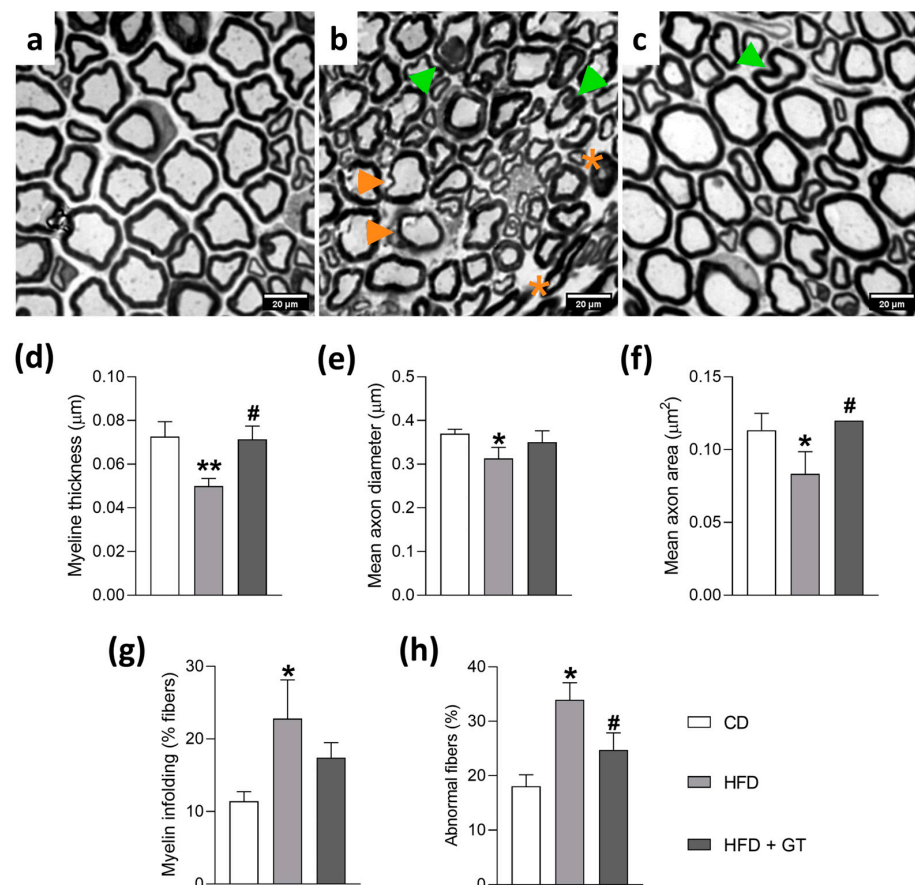 a
b
c
*
*
20 µm
20 µm
20 µm
(d)
(e)
(f)
Myeline thickness (µm)
0.10
0.08
0.06
0.04
0.02
0.00
**
#
Mean axon diameter (µm)
0.5
0.4
0.3
0.2
0.1
0.0
*
Mean axon area (µm²)
0.15
0.10
0.05
0.00
*
#
(g)
(h)
Myelin infolding (% fibers)
30
20
10
0
*
Abnormal fibers (%)
40
30
20
10
0
*
#
CD
HFD
HFD + GT